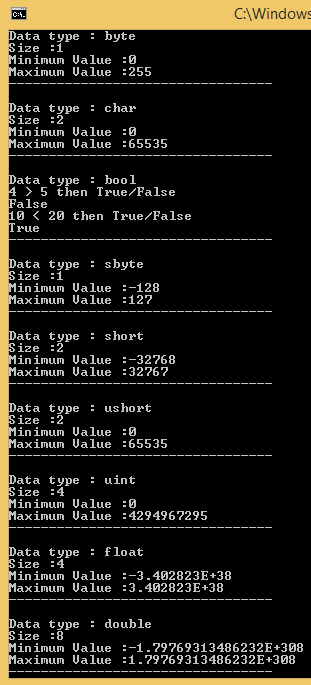 C:\Windows
Data type : byte
Size :1
Minimum Value :0
Maximum Value :255
---------------------------------
Data type : char
Size :2
Minimum Value :0
Maximum Value :65535
---------------------------------
Data type : bool
4 > 5 then True/False
False
10 < 20 then True/False
True
---------------------------------
Data type : sbyte
Size :1
Minimum Value :-128
Maximum Value :127
---------------------------------
Data type : short
Size :2
Minimum Value :-32768
Maximum Value :32767
---------------------------------
Data type : ushort
Size :2
Minimum Value :0
Maximum Value :65535
---------------------------------
Data type : uint
Size :4
Minimum Value :0
Maximum Value :4294967295
---------------------------------
Data type : float
Size :4
Minimum Value :-3.402823E+38
Maximum Value :3.402823E+38
---------------------------------
Data type : double
Size :8
Minimum Value :-1.79769313486232E+308
Maximum Value :1.79769313486232E+308
---------------------------------